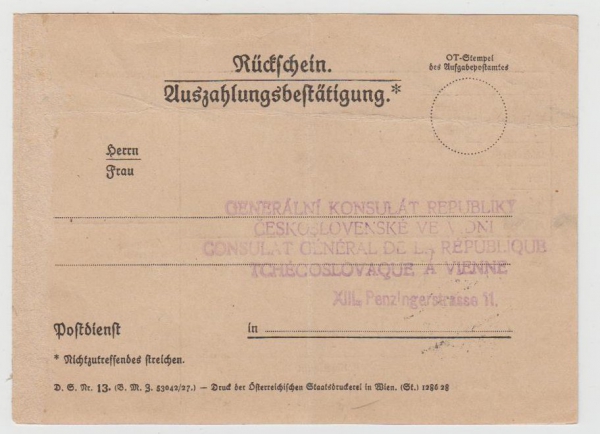 Rückschein.
Auszahlungsbestätigung.*
OT-Stempel
des Aufgabepostamtes
Herrn
Frau
GENERÁLNÍ KONSULÁT REPUBLIKY
ČESKOSLOVENSKÉ VE VÍDNI
CONSULAT GÉNÉRAL DE LA RÉPUBLIQUE
TCHÉCOSLOVAQUE A VIENNE
XIII., Penzingerstrasse 11.
Postdienst in
* Nichtzutreffendes streichen.
D. S. Nr. 13. (B. M. Z. 53042/27.) — Druck der Österreichischen Staatsdruckerei in Wien. (St.) 1286 28